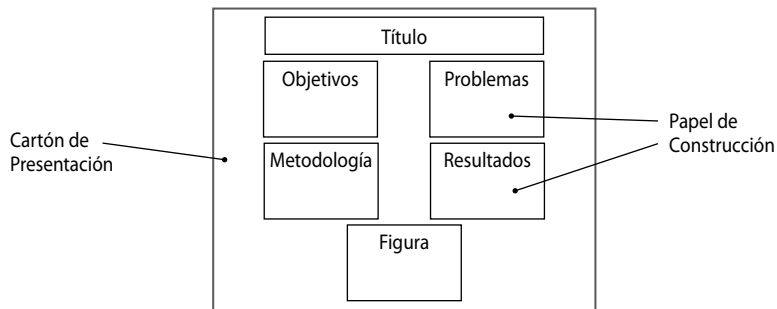 Título
Objetivos
Problemas
Cartón de
Presentación
Papel de
Construcción
Metodología
Resultados
Figura